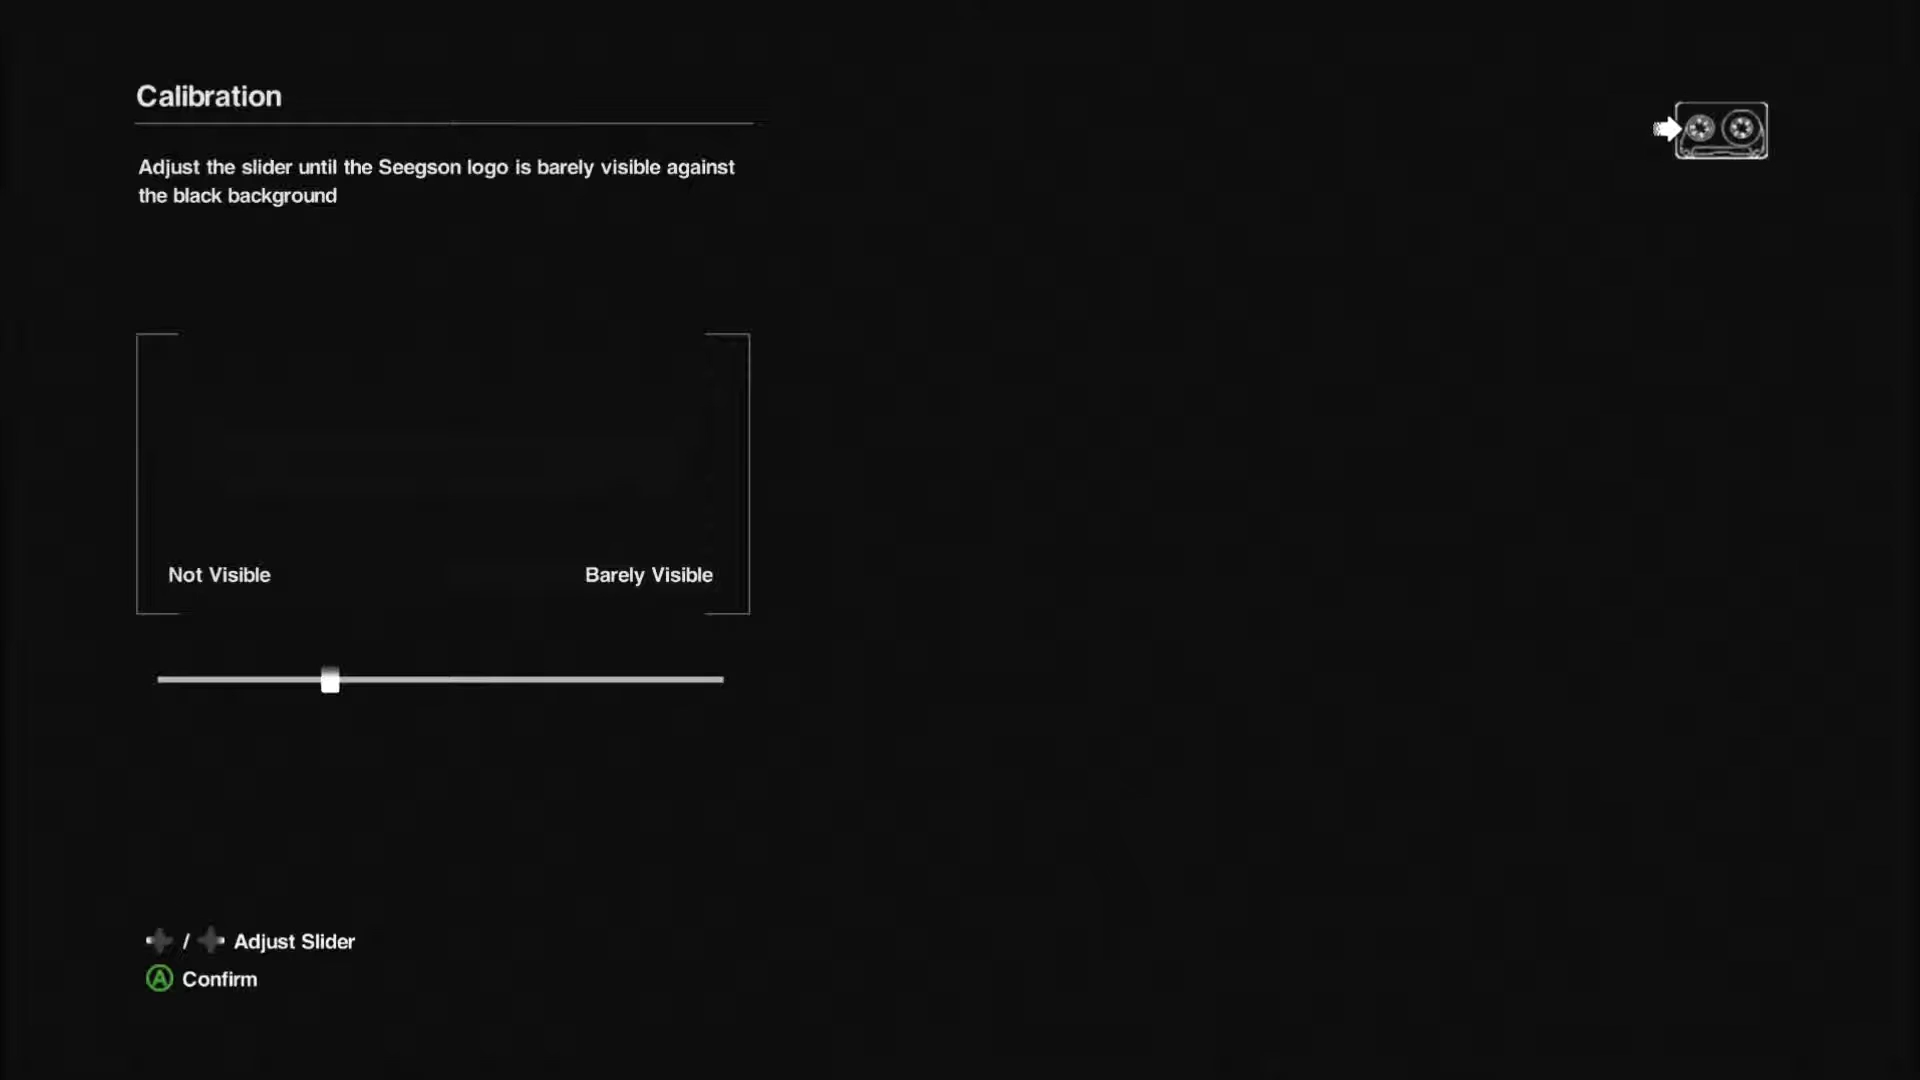 Calibration
Adjust the slider until the Seegson logo is barely visible against
the black background
Not Visible
Barely Visible
/ Adjust Slider
A Confirm